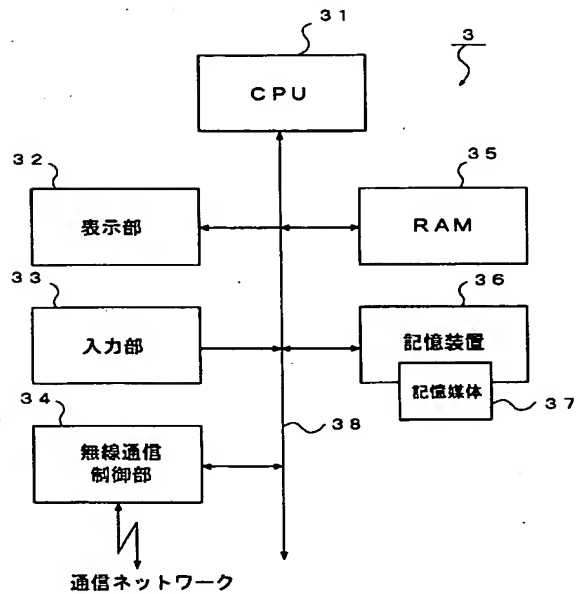 ３１
３
ＣＰＵ
３２
表示部
３５
ＲＡＭ
３３
入力部
３６
記憶装置
記憶媒体
３７
３４
無線通信
制御部
３８
通信ネットワーク